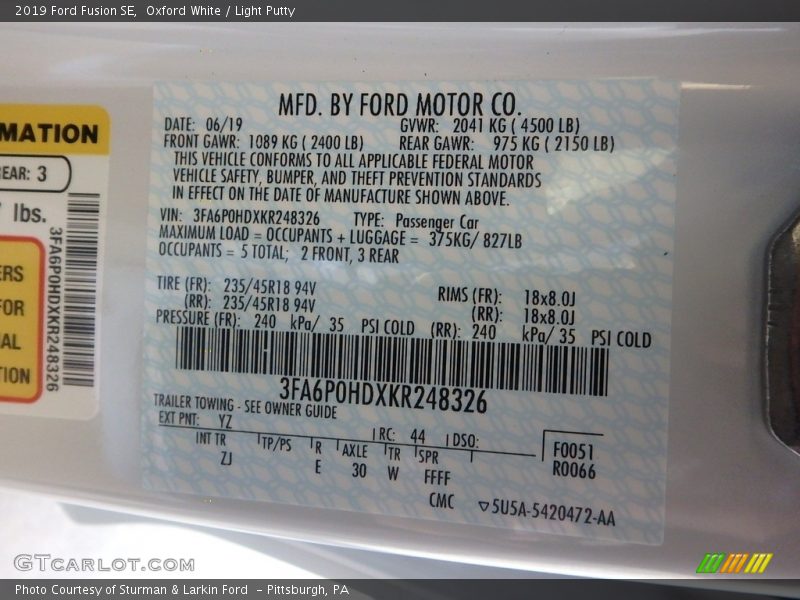 2019 Ford Fusion SE, Oxford White / Light Putty
MATION
REAR: 3
lbs.
3FA6P0HDXKR248326
ERS
FOR
AL
TION
MFD. BY FORD MOTOR CO.
DATE: 06/19 GVWR: 2041 KG ( 4500 LB)
FRONT GAWR: 1089 KG ( 2400 LB) REAR GAWR: 975 KG ( 2150 LB)
THIS VEHICLE CONFORMS TO ALL APPLICABLE FEDERAL MOTOR
VEHICLE SAFETY, BUMPER, AND THEFT PREVENTION STANDARDS
IN EFFECT ON THE DATE OF MANUFACTURE SHOWN ABOVE.
VIN: 3FA6P0HDXKR248326 TYPE: Passenger Car
MAXIMUM LOAD = OCCUPANTS + LUGGAGE = 375KG/ 827LB
OCCUPANTS = 5 TOTAL; 2 FRONT, 3 REAR
TIRE (FR): 235/45R18 94V RIMS (FR): 18x8.0J
(RR): 235/45R18 94V (RR): 18x8.0J
PRESSURE (FR): 240 kPa/ 35 PSI COLD (RR): 240 kPa/ 35 PSI COLD
3FA6P0HDXKR248326
TRAILER TOWING - SEE OWNER GUIDE
EXT PNT: YZ RC: 44 DSO:
INT TR TP/PS R AXLE TR SPR
ZJ E 30 W FFFF
F0051
R0066
CMC ▽5U5A-5420472-AA
GTCARLOT.COM
Photo Courtesy of Sturman & Larkin Ford - Pittsburgh, PA